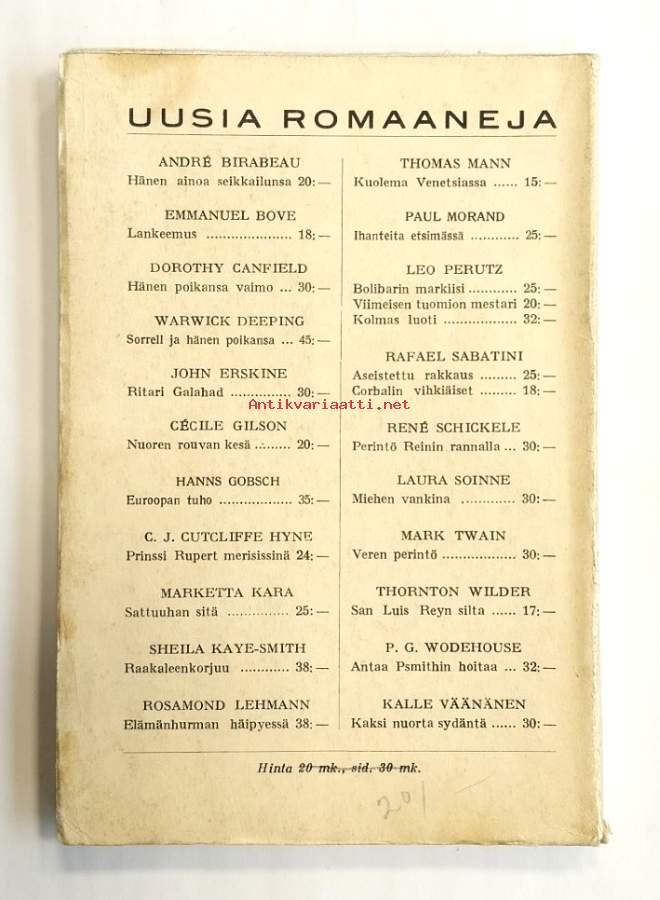 UUSIA ROMAANEJA
ANDRÉ BIRABEAU
Hänen ainoa seikkailunsa 20: —
EMMANUEL BOVE
Lankeemus ..................... 18: —
DOROTHY CANFIELD
Hänen poikansa vaimo ... 30: —
WARWICK DEEPING
Sorrell ja hänen poikansa ... 45: —
JOHN ERSKINE
Ritari Galahad ............... 30: —
CÉCILE GILSON
Nuoren rouvan kesä ......... 20: —
HANNS GOBSCH
Euroopan tuho .................. 35: —
C. J. CUTCLIFFE HYNE
Prinssi Rupert merisissinä 24: —
MARKETTA KARA
Sattuuhan sitä ............... 25: —
SHEILA KAYE-SMITH
Raakaleenkorjuu ............ 38: —
ROSAMOND LEHMANN
Elämänhurman häipyessä 38: —
THOMAS MANN
Kuolema Venetsiassa ...... 15: —
PAUL MORAND
Ihanteita etsimässä ............ 25: —
LEO PERUTZ
Bolibarin markiisi ............ 25: —
Viimeisen tuomion mestari 20: —
Kolmas luoti .................. 32: —
RAFAEL SABATINI
Aseistettu rakkaus ......... 25: —
Corbalin vihkiäiset ......... 18: —
RENÉ SCHICKELE
Perintö Reinin rannalla ... 30: —
LAURA SOINNE
Miehen vankina ............ 30: —
MARK TWAIN
Veren perintö .................. 30: —
THORNTON WILDER
San Luis Reyn silta ...... 17: —
P. G. WODEHOUSE
Antaa Psmithin hoitaa ... 32: —
KALLE VÄÄNÄNEN
Kaksi nuorta sydäntä ...... 30: —
Hinta 20 mk., sid. 30 mk.
20/
Antikvariaatti.net